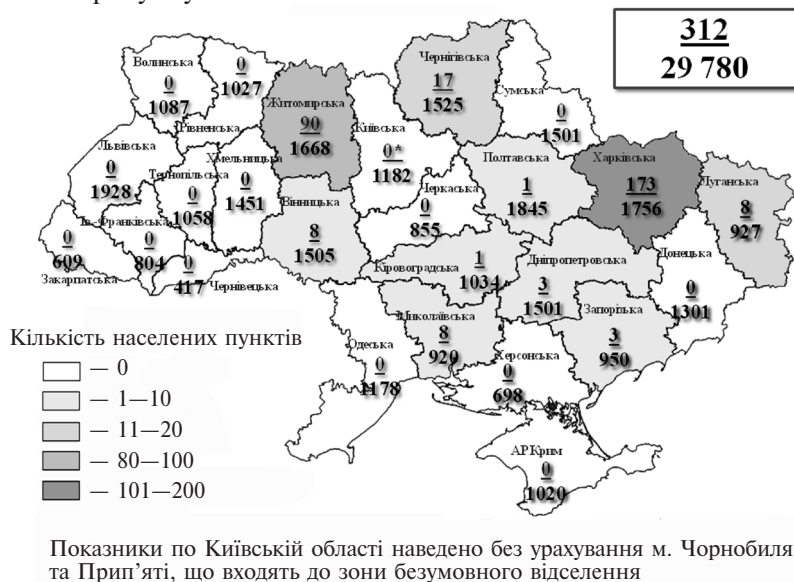 312
29 780
Волинська
0
1087
0
1027
Рівненська
Житомирська
90
1668
Київська
0*
1182
Чернігівська
17
1525
Сумська
0
1501
Львівська
0
1928
Тернопільська
0
1058
Хмельницька
0
1451
Вінницька
8
1505
Черкаська
0
855
Полтавська
1
1845
Харківська
173
1756
Луганська
8
927
Ів.-Франківська
0
804
0
609
Закарпатська
0
417
Чернівецька
Кіровоградська
1
1034
Дніпропетровська
3
1501
Донецька
0
1301
Запорізька
3
950
Миколаївська
8
920
Одеська
0
1178
Херсонська
0
698
АР Крим
0
1020
Кількість населених пунктів
— 0
— 1—10
— 11—20
— 80—100
— 101—200
Показники по Київській області наведено без урахування м. Чорнобиля
та Прип’яті, що входять до зони безумовного відселення